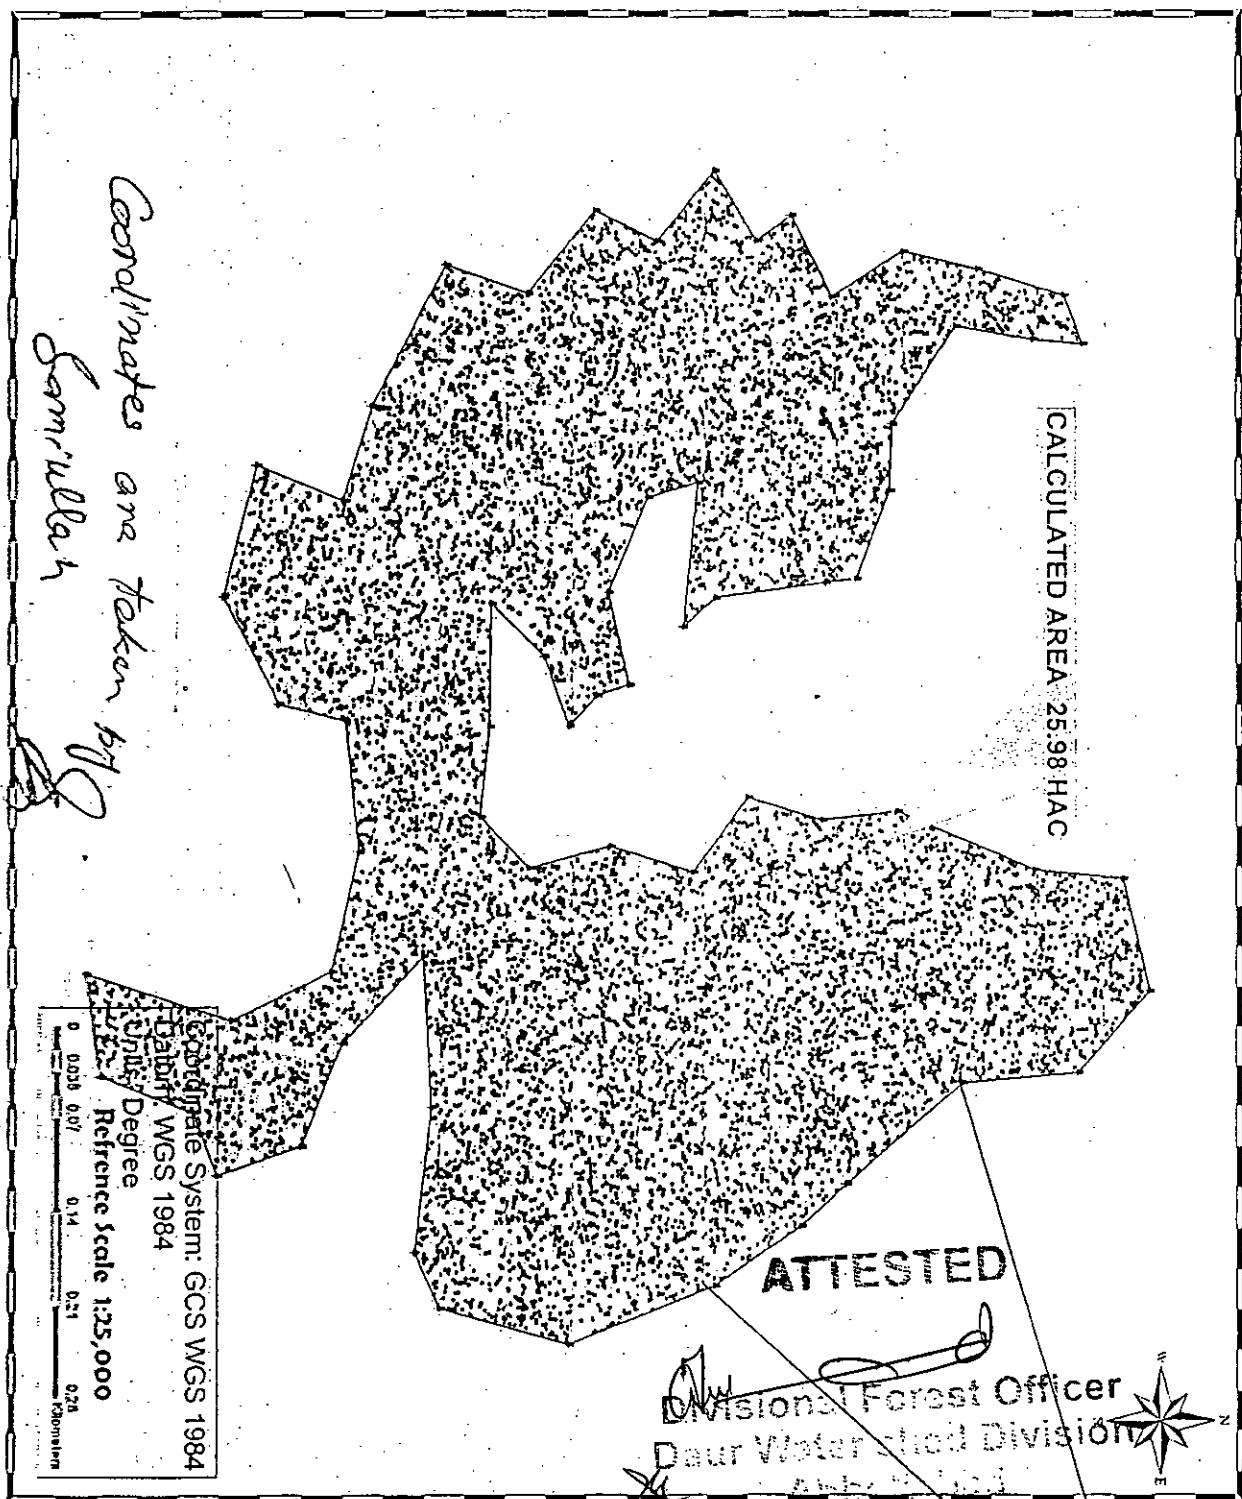 CALCULATED AREA 25.98 HAC
Coordinates are taken by
Samiullah
Coordinate System: GCS WGS 1984
Datum: WGS 1984
Units: Degree
Refrence Scale 1:25,000
0 0.035 0.07 0.14 0.21 0.28
Kilometers
ATTESTED
Divisional Forest Officer
Daur Watershed Division
N
E
S
W